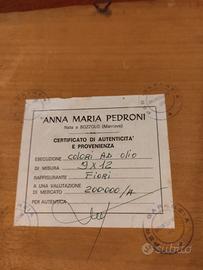 ANNA MARIA PEDRONI
Nata a BOZZOLO (Mantova)
CERTIFICATO DI AUTENTICITA'
E PROVENIENZA
ESECUZIONE COLORI AD OLIO
DI MISURA 9X12
RAFFIGURANTE FIORI
A UNA VALUTAZIONE
DI MERCATO 200000/A
PER AUTENTICA
subito